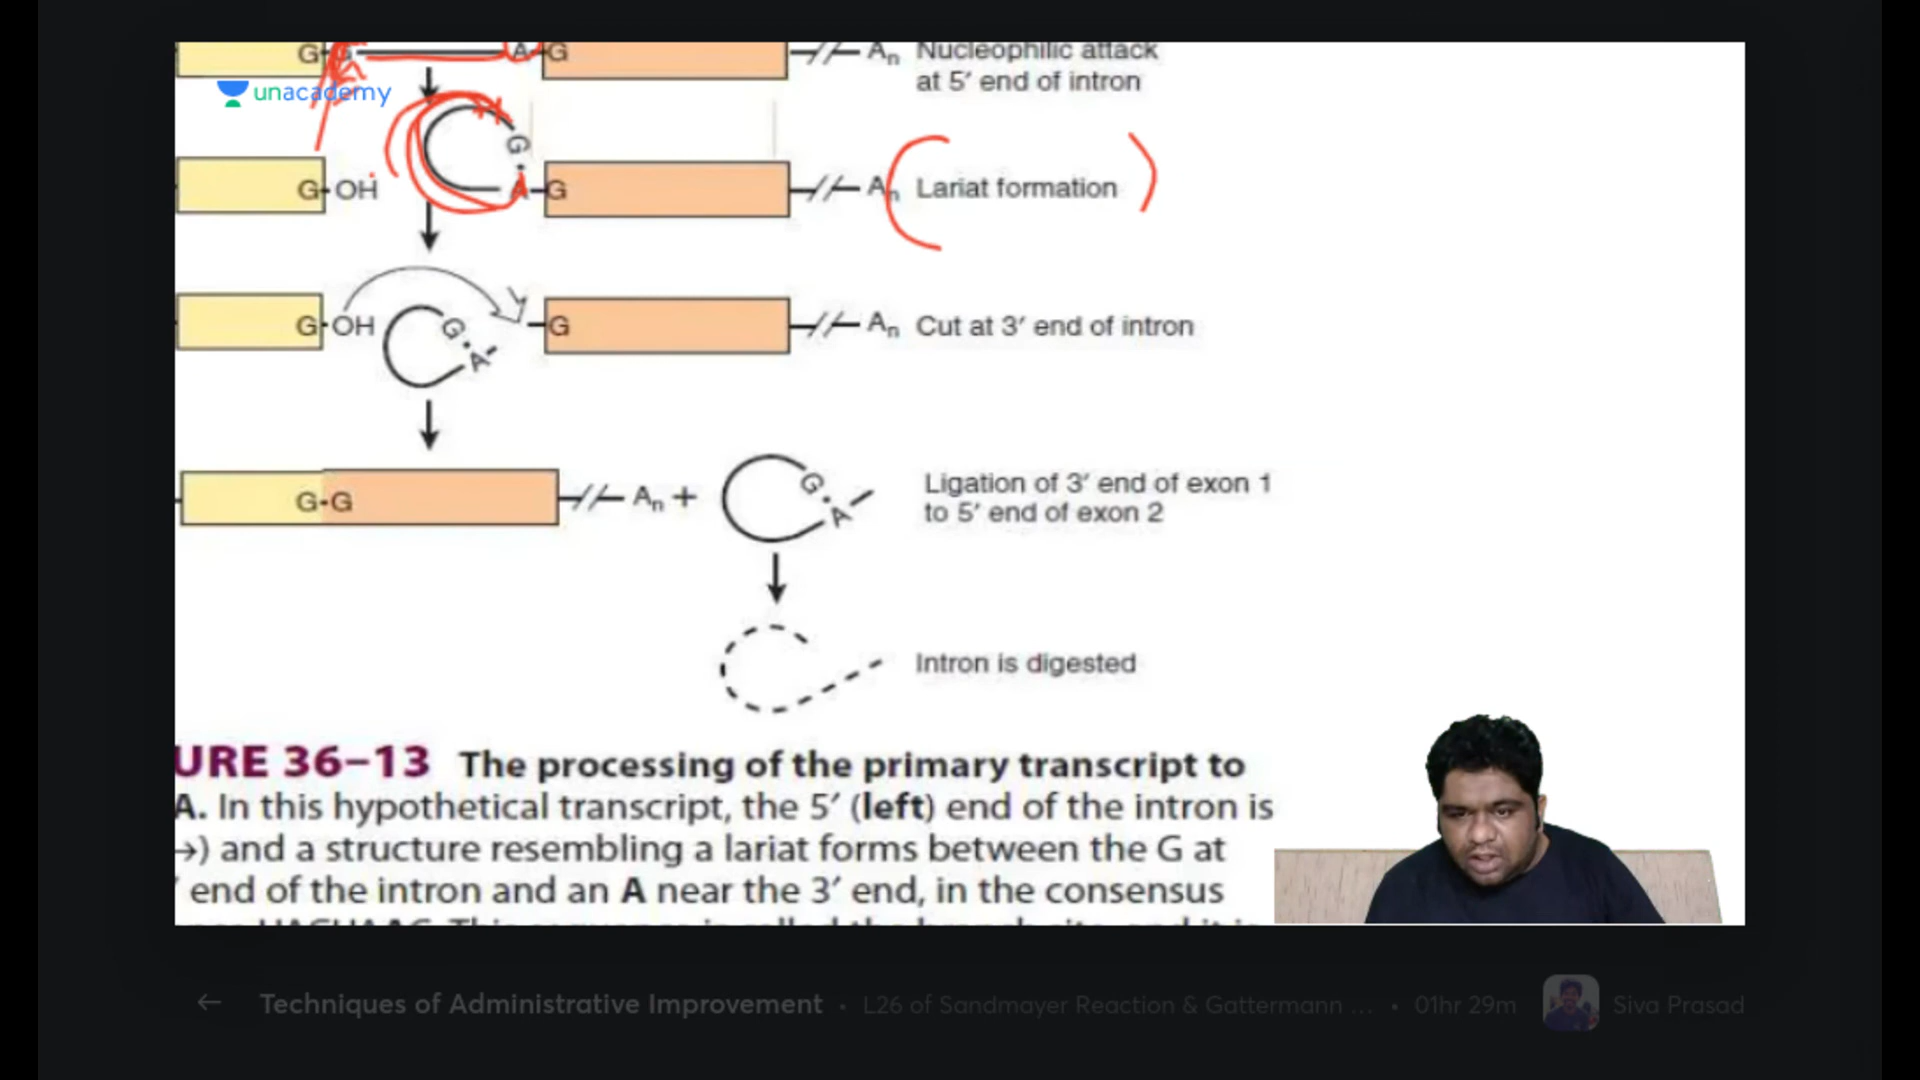 G G A G An Nucleophilic attack
at 5′ end of intron
unacademy
G
G OH A G An Lariat formation
G OH G A G An Cut at 3′ end of intron
G-G An + G A Ligation of 3′ end of exon 1
to 5′ end of exon 2
Intron is digested
URE 36–13 The processing of the primary transcript to
A. In this hypothetical transcript, the 5′ (left) end of the intron is
→) and a structure resembling a lariat forms between the G at
′ end of the intron and an A near the 3′ end, in the consensus
← Techniques of Administrative Improvement • L26 of Sandmayer Reaction & Gattermann ... • 01hr 29m Siva Prasad